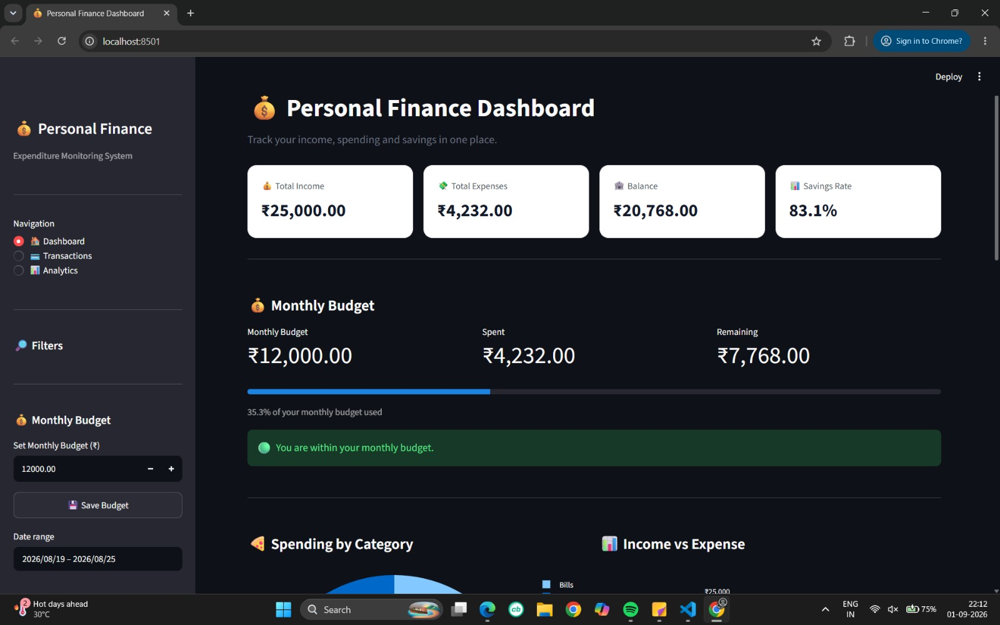 Personal Finance Dashboard
localhost:8501
Sign in to Chrome?
Deploy
Personal Finance
Expenditure Monitoring System
Navigation
Dashboard
Transactions
Analytics
Filters
Monthly Budget
Set Monthly Budget (₹)
12000.00
Save Budget
Date range
2026/08/19 – 2026/08/25
Personal Finance Dashboard
Track your income, spending and savings in one place.
Total Income
₹25,000.00
Total Expenses
₹4,232.00
Balance
₹20,768.00
Savings Rate
83.1%
Monthly Budget
Monthly Budget
₹12,000.00
Spent
₹4,232.00
Remaining
₹7,768.00
35.3% of your monthly budget used
You are within your monthly budget.
Spending by Category
Bills
Income vs Expense
₹25,000
2
Hot days ahead
30°C
Search
cb
ENG
IN
75%
22:12
01-09-2026